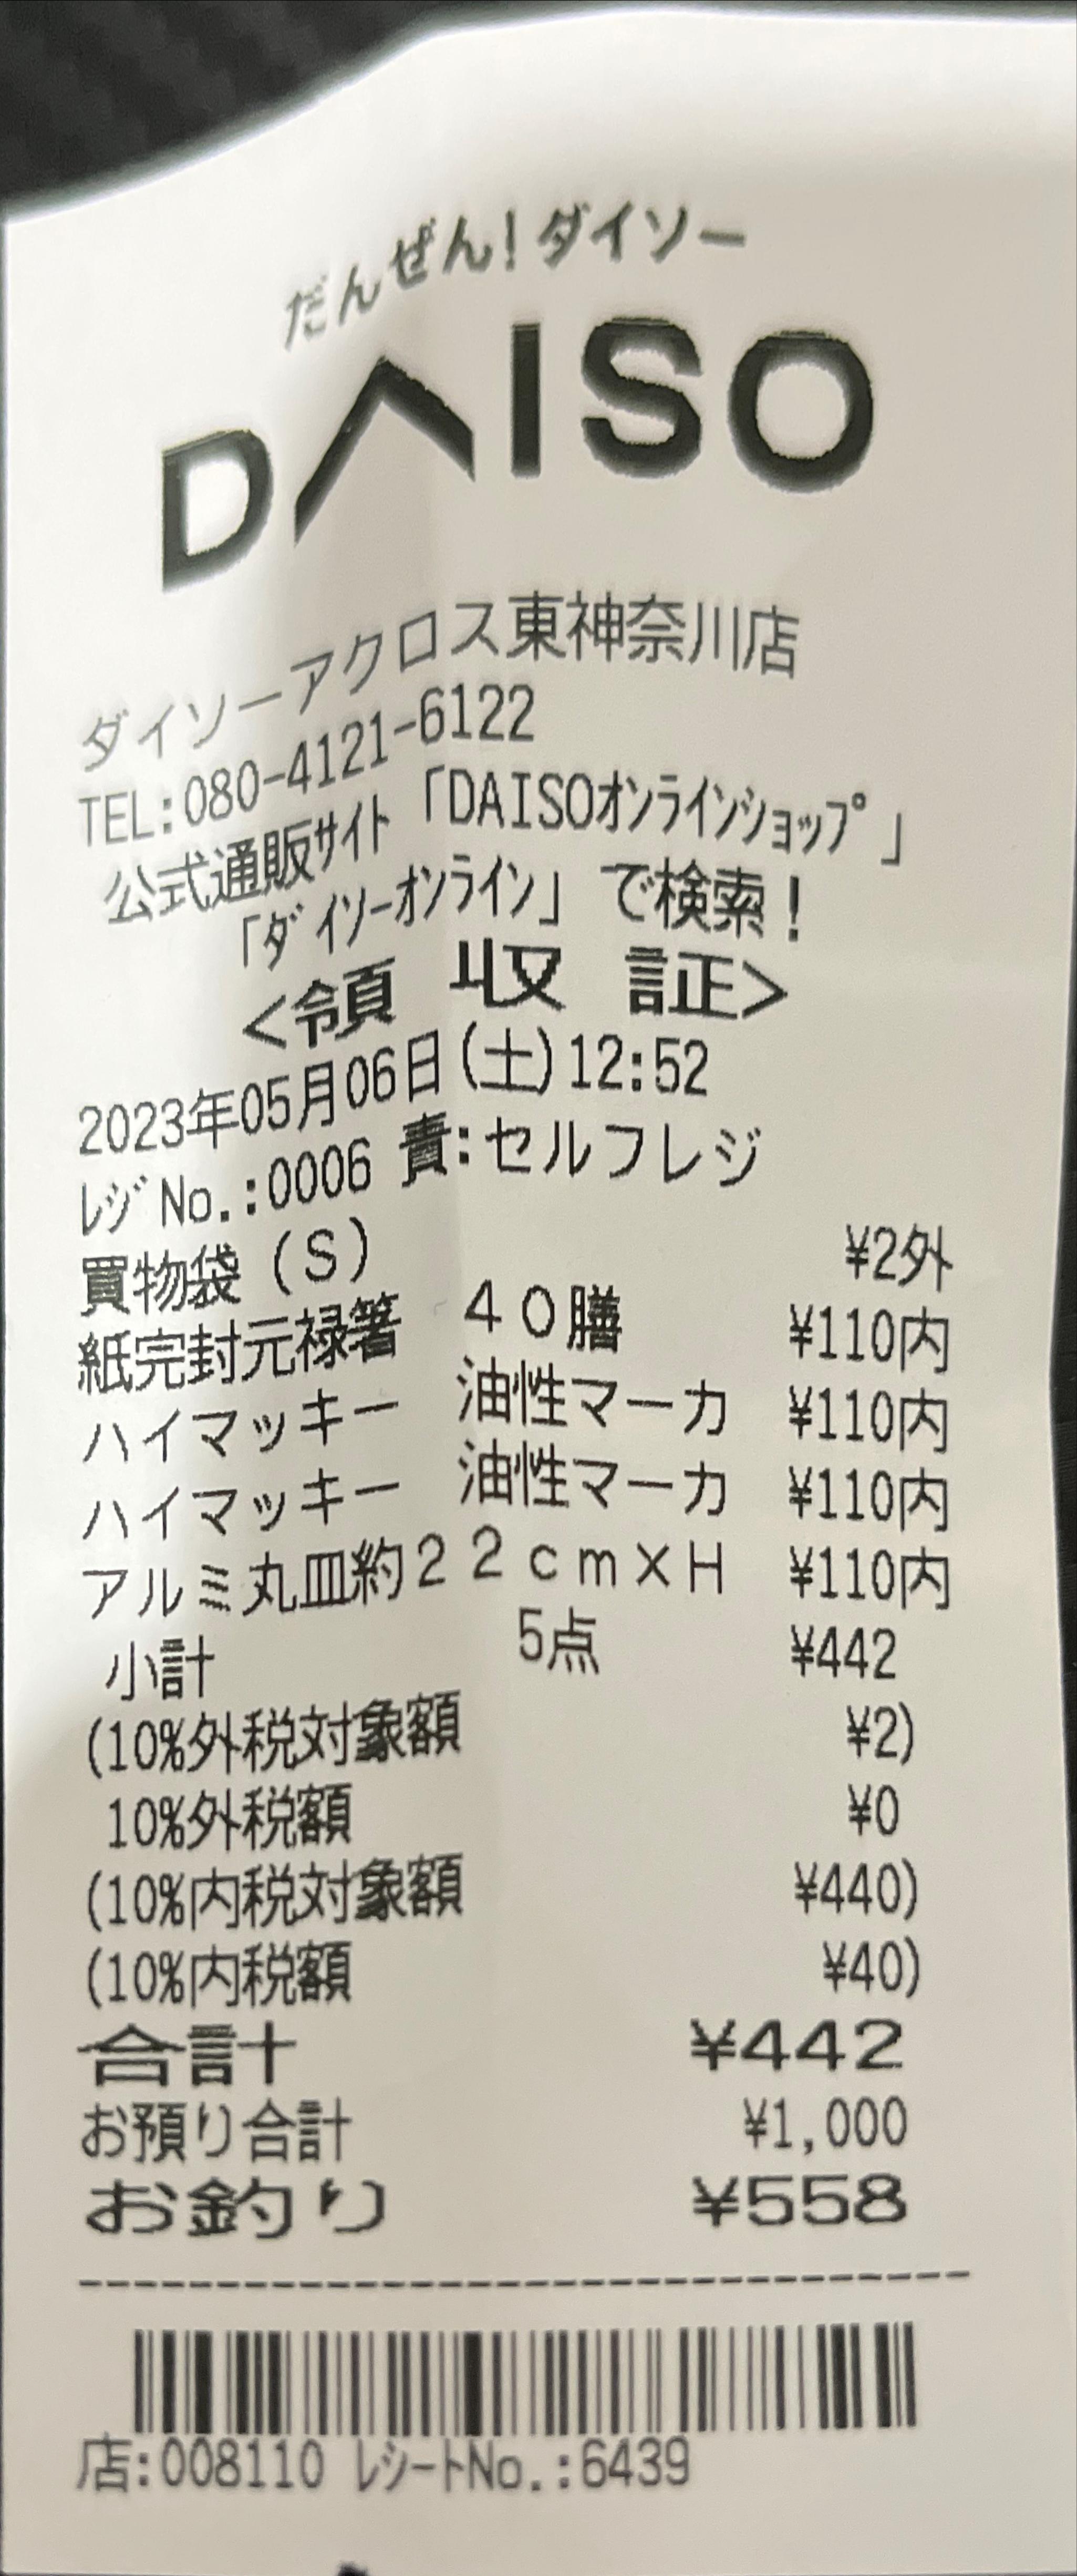 だんぜん!ダイソー
DAISO
ダイソーアクロス東神奈川店
TEL:080-4121-6122
公式通販ｻｲﾄ「DAISOｵﾝﾗｲﾝｼｮｯﾌﾟ」
「ﾀﾞｲｿｰｵﾝﾗｲﾝ」で検索!
<領 収 証>
2023年05月06日(土)12:52
ﾚｼﾞNo.:0006 責:セルフレジ
買物袋（S） ¥2外
紙完封元禄箸 ４０膳 ¥110内
ハイマッキー 油性マーカ ¥110内
ハイマッキー 油性マーカ ¥110内
アルミ丸皿約２２ｃｍ×Ｈ ¥110内
小計 5点 ¥442
(10%外税対象額 ¥2)
10%外税額 ¥0
(10%内税対象額 ¥440)
(10%内税額 ¥40)
合計 ¥442
お預り合計 ¥1,000
お釣り ¥558
店:008110 ﾚｼｰﾄNo.:6439